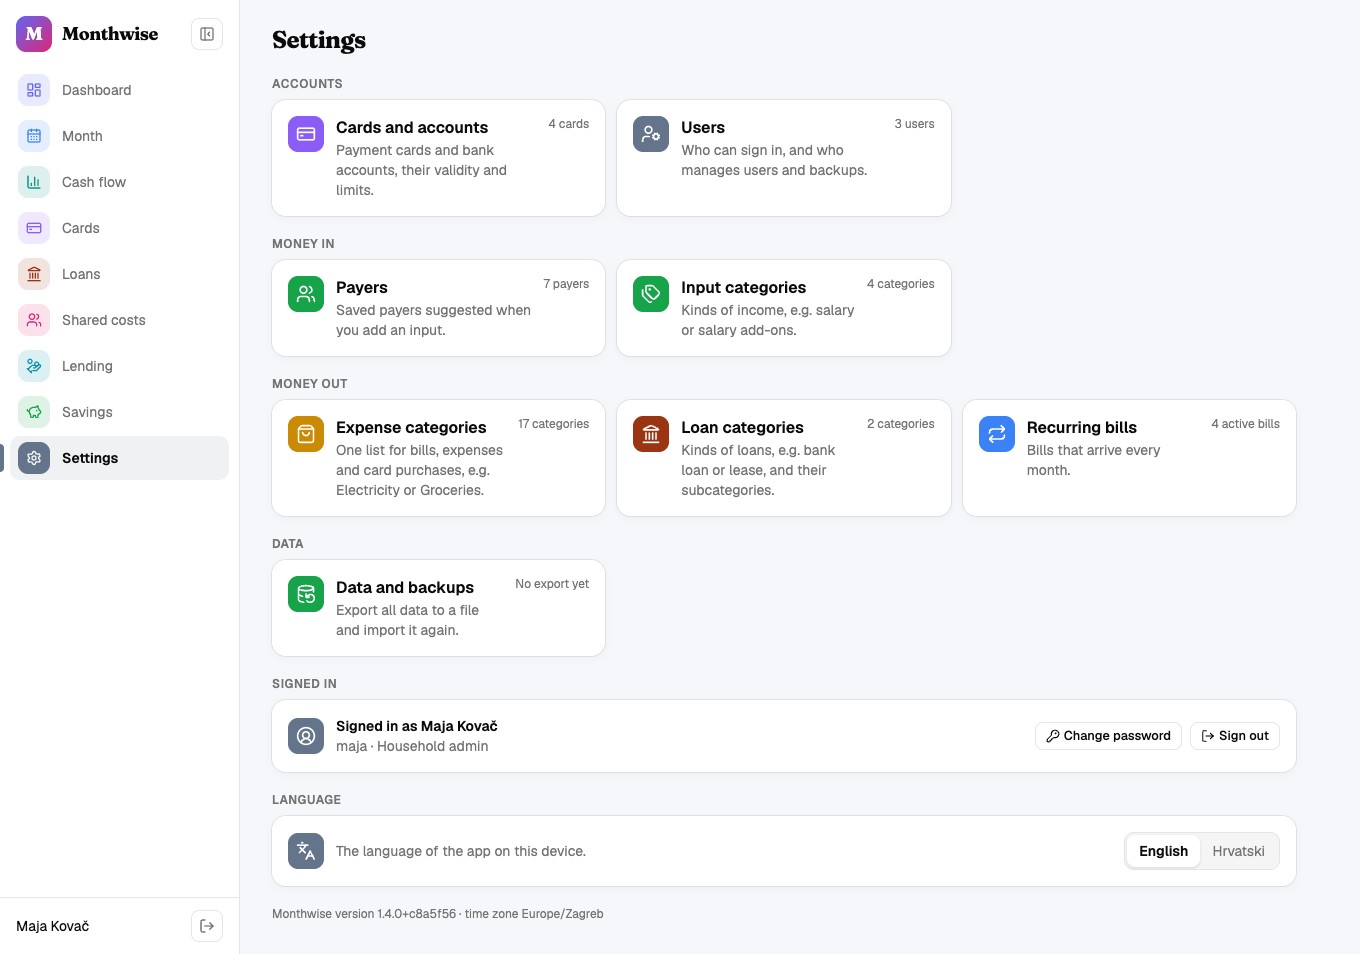 M Monthwise
Dashboard
Month
Cash flow
Cards
Loans
Shared costs
Lending
Savings
Settings
Maja Kovač
Settings
ACCOUNTS
Cards and accounts
4 cards
Payment cards and bank
accounts, their validity and
limits.
Users
3 users
Who can sign in, and who
manages users and backups.
MONEY IN
Payers
7 payers
Saved payers suggested when
you add an input.
Input categories
4 categories
Kinds of income, e.g. salary
or salary add-ons.
MONEY OUT
Expense categories
17 categories
One list for bills, expenses
and card purchases, e.g.
Electricity or Groceries.
Loan categories
2 categories
Kinds of loans, e.g. bank
loan or lease, and their
subcategories.
Recurring bills
4 active bills
Bills that arrive every
month.
DATA
Data and backups
No export yet
Export all data to a file
and import it again.
SIGNED IN
Signed in as Maja Kovač
maja · Household admin
Change password
Sign out
LANGUAGE
The language of the app on this device.
English
Hrvatski
Monthwise version 1.4.0+c8a5f56 · time zone Europe/Zagreb